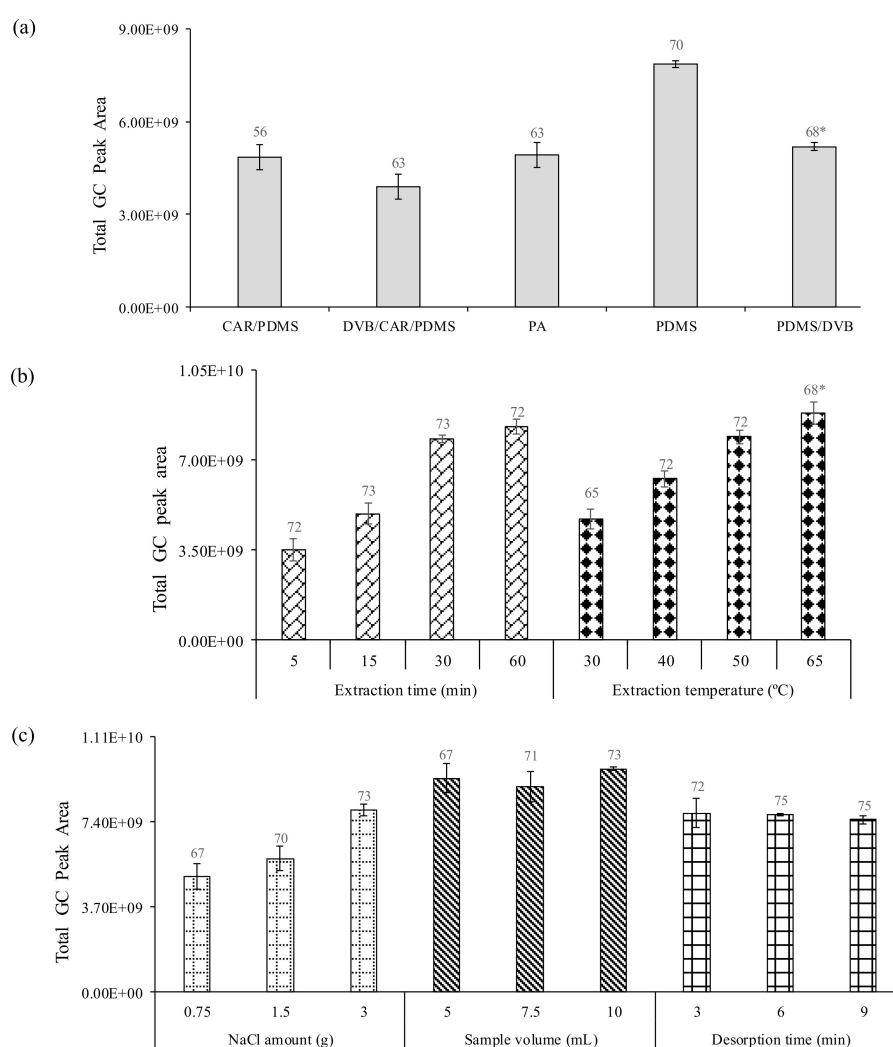 (a)
9.00E+09
6.00E+09
3.00E+09
0.00E+00
Total GC Peak Area
56
63
63
70
68*
CAR/PDMS DVB/CAR/PDMS PA PDMS PDMS/DVB
(b)
1.05E+10
7.00E+09
3.50E+09
0.00E+00
Total GC peak area
72
73
73
72
65
72
72
68*
5 15 30 60 30 40 50 65
Extraction time (min) Extraction temperature (ºC)
(c)
1.11E+10
7.40E+09
3.70E+09
0.00E+00
Total GC Peak Area
67
70
73
67
71
73
72
75
75
0.75 1.5 3 5 7.5 10 3 6 9
NaCl amount (g) Sample volume (mL) Desorption time (min)